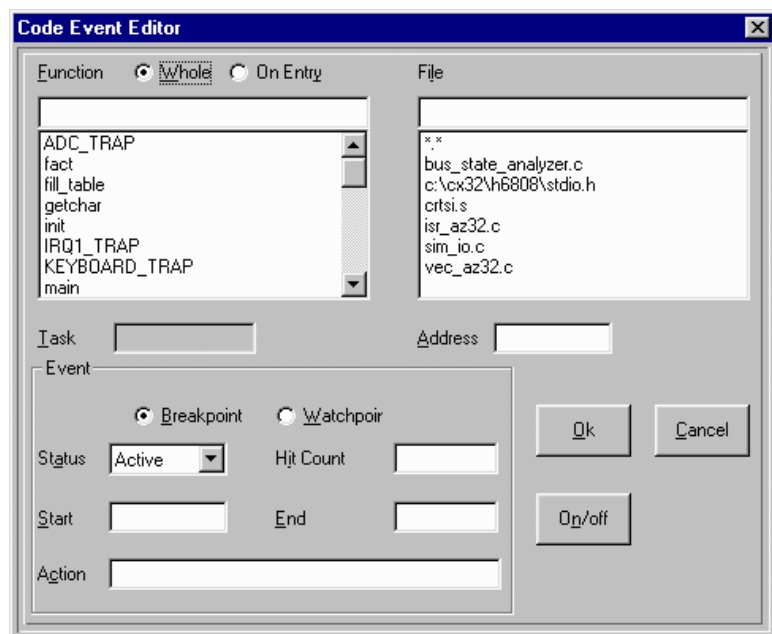 Code Event Editor
Function Whole On Entry File
ADC_TRAP
fact
fill_table
getchar
init
IRQ1_TRAP
KEYBOARD_TRAP
main
*.*
bus_state_analyzer.c
c:\cx32\h6808\stdio.h
crtsi.s
isr_az32.c
sim_io.c
vec_az32.c
Task Address
Event
Breakpoint Watchpoir
Status Active Hit Count
Ok Cancel
Start End
On/off
Action